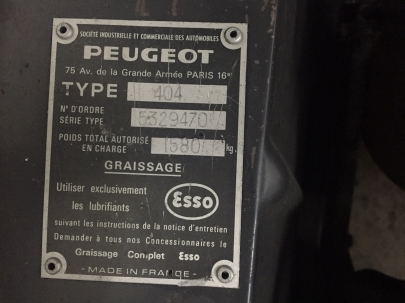 SOCIÉTÉ INDUSTRIELLE ET COMMERCIALE DES AUTOMOBILES
PEUGEOT
75 Av. de la Grande Armée PARIS 16e
TYPE 404
N° D'ORDRE
SÉRIE TYPE 5329470
POIDS TOTAL AUTORISÉ
EN CHARGE 1580 kg.
GRAISSAGE
Utiliser exclusivement
les lubrifiants Esso
suivant les instructions de la notice d'entretien
Demander à tous nos Concessionnaires le
Graissage Complet Esso
- MADE IN FRANCE -